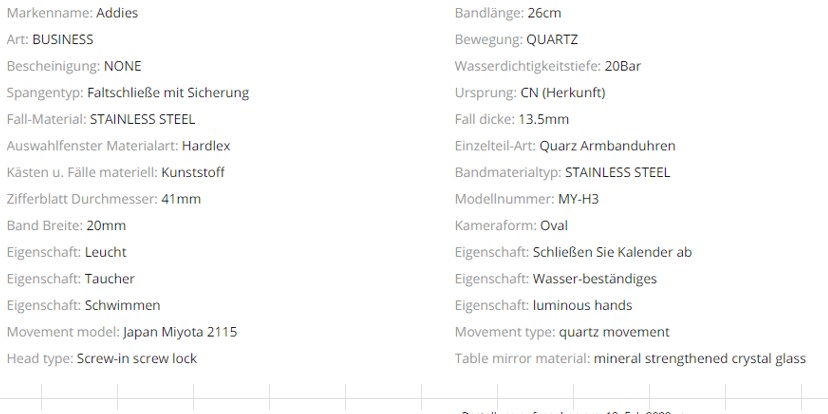 Markenname: Addies
Bandlänge: 26cm
Art: BUSINESS
Bewegung: QUARTZ
Bescheinigung: NONE
Wasserdichtigkeitstiefe: 20Bar
Spangentyp: Faltschließe mit Sicherung
Ursprung: CN (Herkunft)
Fall-Material: STAINLESS STEEL
Fall dicke: 13.5mm
Auswahlfenster Materialart: Hardlex
Einzelteil-Art: Quarz Armbanduhren
Kästen u. Fälle materiell: Kunststoff
Bandmaterialtyp: STAINLESS STEEL
Zifferblatt Durchmesser: 41mm
Modellnummer: MY-H3
Band Breite: 20mm
Kameraform: Oval
Eigenschaft: Leucht
Eigenschaft: Schließen Sie Kalender ab
Eigenschaft: Taucher
Eigenschaft: Wasser-beständiges
Eigenschaft: Schwimmen
Eigenschaft: luminous hands
Movement model: Japan Miyota 2115
Movement type: quartz movement
Head type: Screw-in screw lock
Table mirror material: mineral strengthened crystal glass